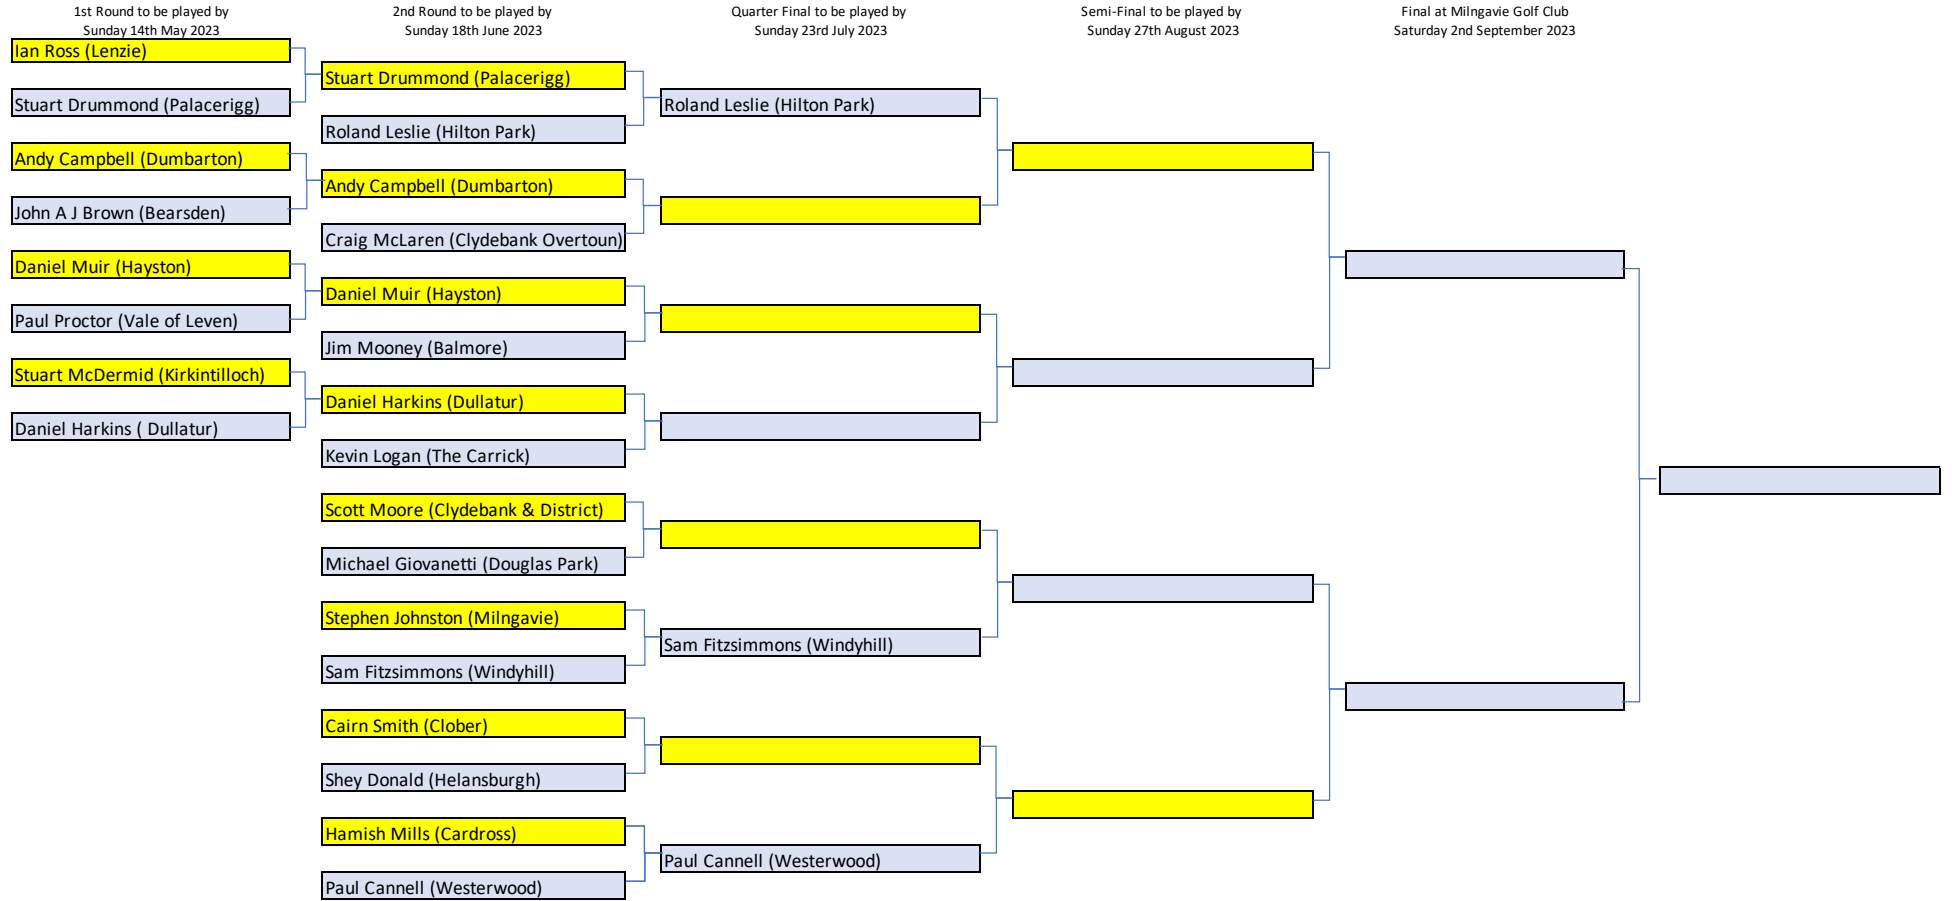 1st Round to be played by
Sunday 14th May 2023
2nd Round to be played by
Sunday 18th June 2023
Quarter Final to be played by
Sunday 23rd July 2023
Semi-Final to be played by
Sunday 27th August 2023
Final at Milngavie Golf Club
Saturday 2nd September 2023
Ian Ross (Lenzie)
Stuart Drummond (Palacerigg)
Andy Campbell (Dumbarton)
John A J Brown (Bearsden)
Daniel Muir (Hayston)
Paul Proctor (Vale of Leven)
Stuart McDermid (Kirkintilloch)
Daniel Harkins ( Dullatur)
Stuart Drummond (Palacerigg)
Roland Leslie (Hilton Park)
Andy Campbell (Dumbarton)
Craig McLaren (Clydebank Overtoun)
Daniel Muir (Hayston)
Jim Mooney (Balmore)
Daniel Harkins (Dullatur)
Kevin Logan (The Carrick)
Scott Moore (Clydebank & District)
Michael Giovanetti (Douglas Park)
Stephen Johnston (Milngavie)
Sam Fitzsimmons (Windyhill)
Cairn Smith (Clober)
Shey Donald (Helansburgh)
Hamish Mills (Cardross)
Paul Cannell (Westerwood)
Roland Leslie (Hilton Park)
Sam Fitzsimmons (Windyhill)
Paul Cannell (Westerwood)